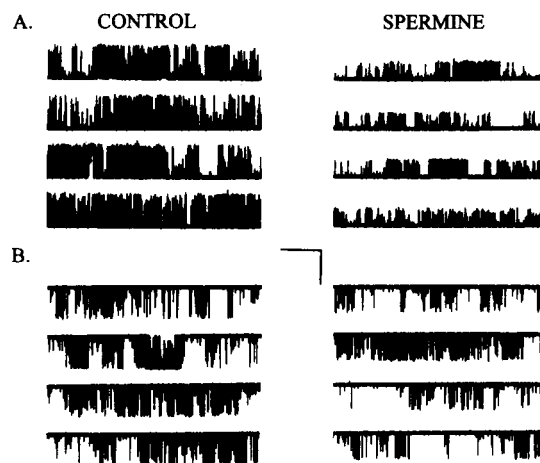 A. CONTROL SPERMINE
B.